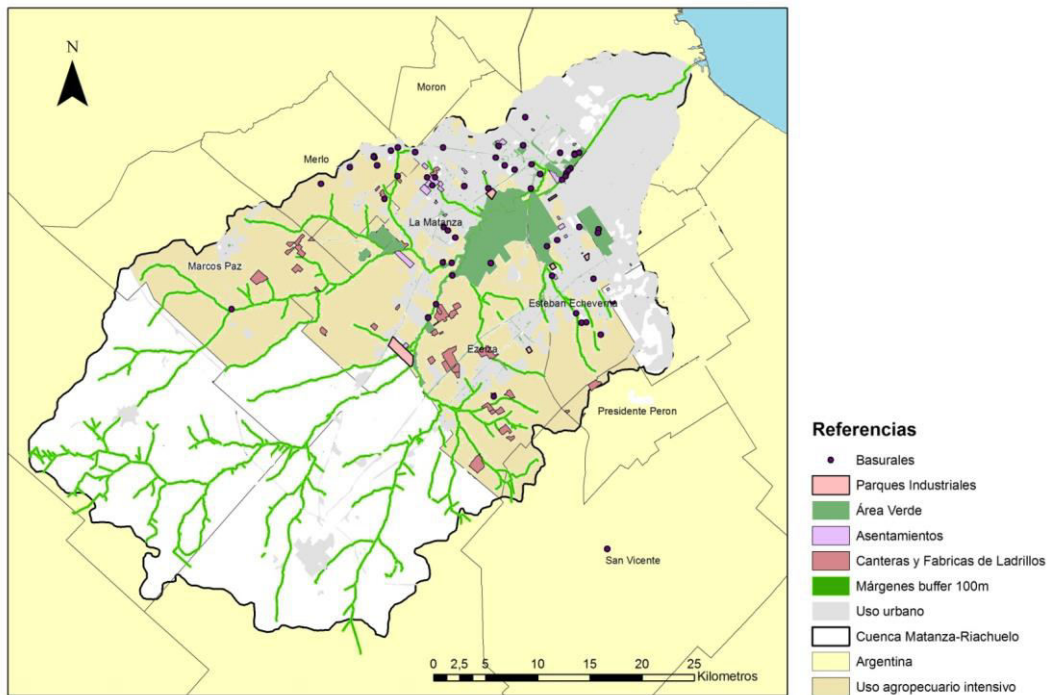 N
Moron
Merlo
La Matanza
Marcos Paz
Esteban Echeverria
Ezeiza
Presidente Peron
San Vicente
0 2,5 5 10 15 20 25
Kilometros
Referencias
Basurales
Parques Industriales
Área Verde
Asentamientos
Canteras y Fabricas de Ladrillos
Márgenes buffer 100m
Uso urbano
Cuenca Matanza-Riachuelo
Argentina
Uso agropecuario intensivo